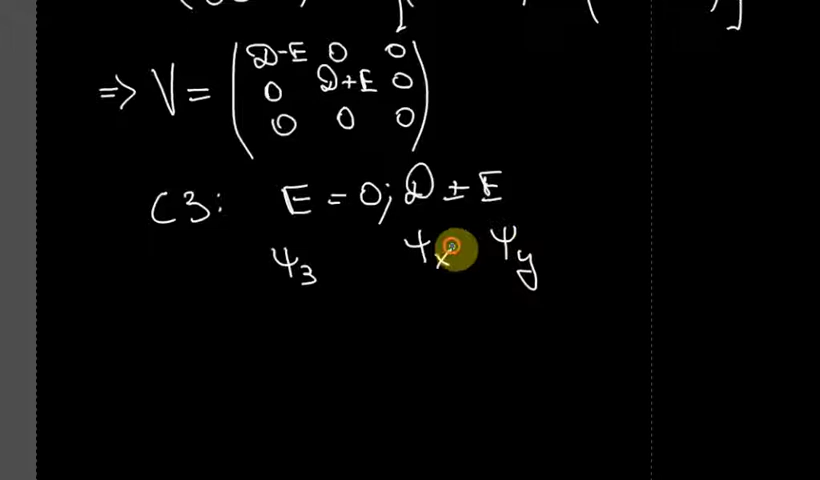 => V = ( D-E 0 0
0 D+E 0
0 0 0 )
C3: E = 0; D ± E
Ψ3 Ψx Ψy